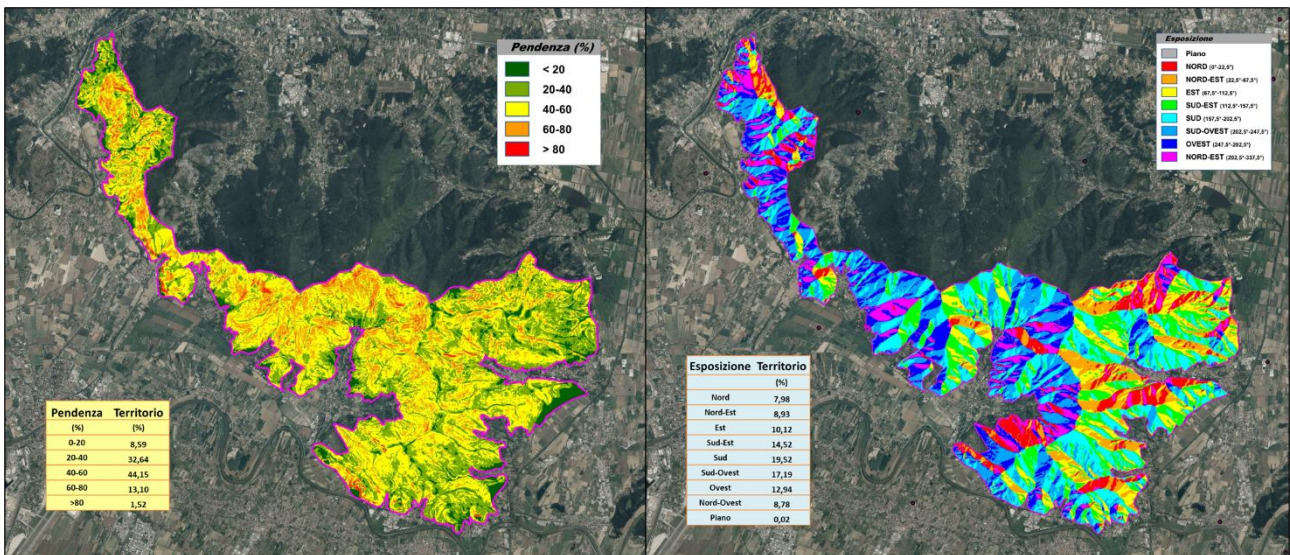 Pendenza (%)
< 20
20-40
40-60
60-80
> 80
Pendenza Territorio
(%) (%)
0-20 8,59
20-40 32,64
40-60 44,15
60-80 13,10
>80 1,52
Esposizione
Piano
NORD (0°-22,5°)
NORD-EST (22,5°-67,5°)
EST (67,5°-112,5°)
SUD-EST (112,5°-157,5°)
SUD (157,5°-202,5°)
SUD-OVEST (202,5°-247,5°)
OVEST (247,5°-292,5°)
NORD-EST (292,5°-337,5°)
Esposizione Territorio
(%)
Nord 7,98
Nord-Est 8,93
Est 10,12
Sud-Est 14,52
Sud 19,52
Sud-Ovest 17,19
Ovest 12,94
Nord-Ovest 8,78
Piano 0,02